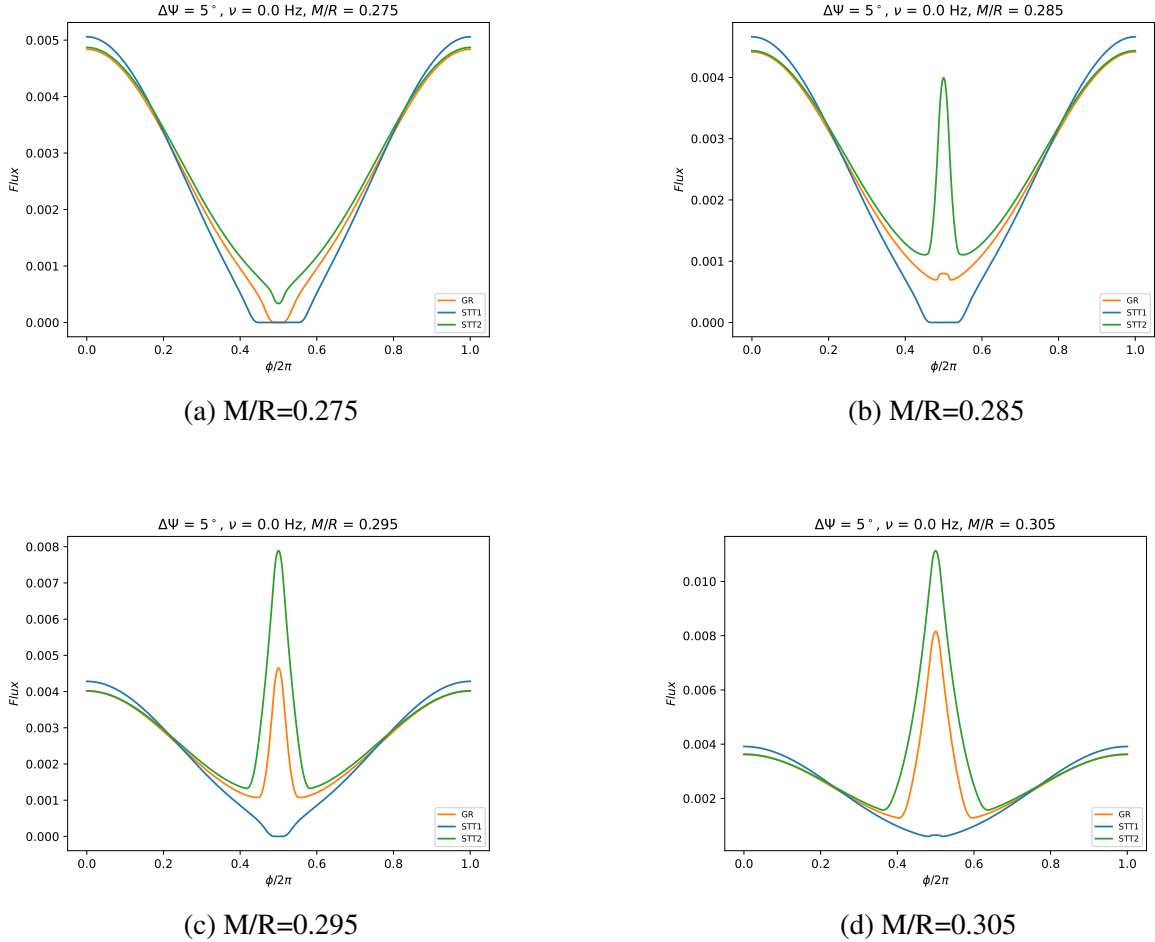 ΔΨ = 5°, ν = 0.0 Hz, M/R = 0.275
0.005
0.004
0.003
0.002
0.001
0.000
Flux
0.0 0.2 0.4 0.6 0.8 1.0
ϕ/2π
GR
STT1
STT2
(a) M/R=0.275
ΔΨ = 5°, ν = 0.0 Hz, M/R = 0.285
0.004
0.003
0.002
0.001
0.000
Flux
0.0 0.2 0.4 0.6 0.8 1.0
ϕ/2π
GR
STT1
STT2
(b) M/R=0.285
ΔΨ = 5°, ν = 0.0 Hz, M/R = 0.295
0.008
0.007
0.006
0.005
0.004
0.003
0.002
0.001
0.000
Flux
0.0 0.2 0.4 0.6 0.8 1.0
ϕ/2π
GR
STT1
STT2
(c) M/R=0.295
ΔΨ = 5°, ν = 0.0 Hz, M/R = 0.305
0.010
0.008
0.006
0.004
0.002
Flux
0.0 0.2 0.4 0.6 0.8 1.0
ϕ/2π
GR
STT1
STT2
(d) M/R=0.305